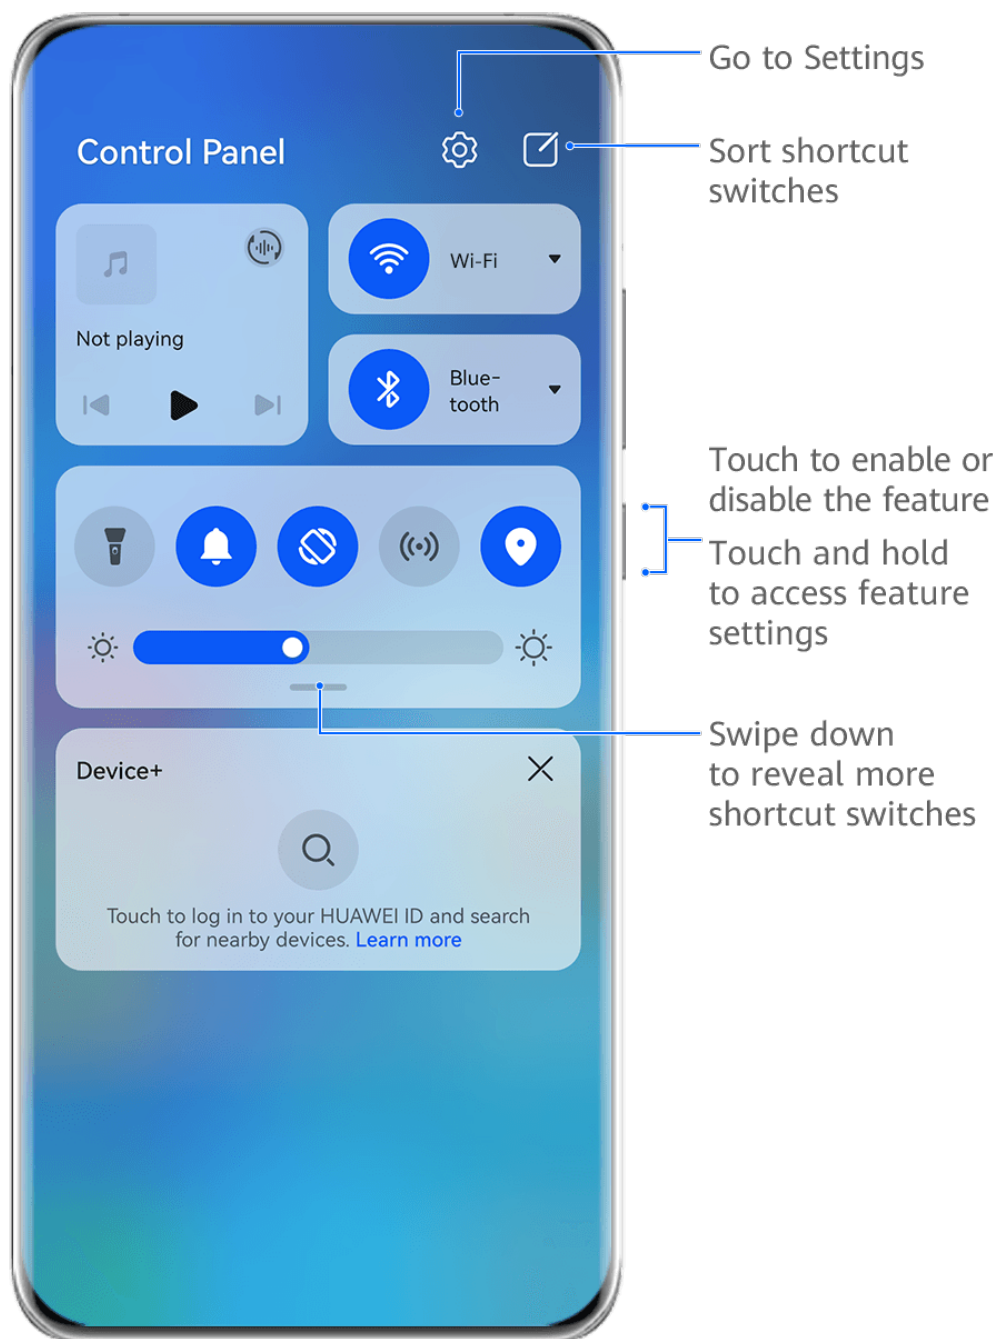 Go to Settings
Control Panel
Sort shortcut
switches
Not playing
Wi-Fi
Blue-
tooth
Touch to enable or
disable the feature
Touch and hold
to access feature
settings
Swipe down
to reveal more
shortcut switches
Device+
Touch to log in to your HUAWEI ID and search
for nearby devices. Learn more